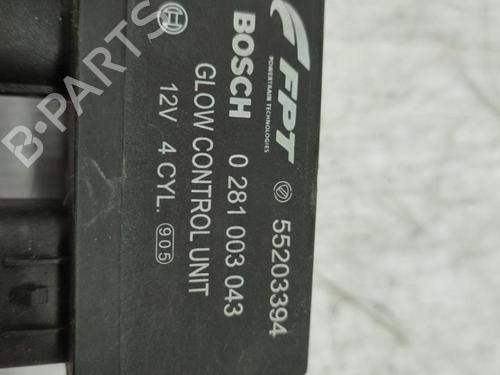 FPT
POWERTRAIN TECHNOLOGIES
55203394
BOSCH
0 281 003 043
GLOW CONTROL UNIT
12V 4 CYL. 905
B-PARTS